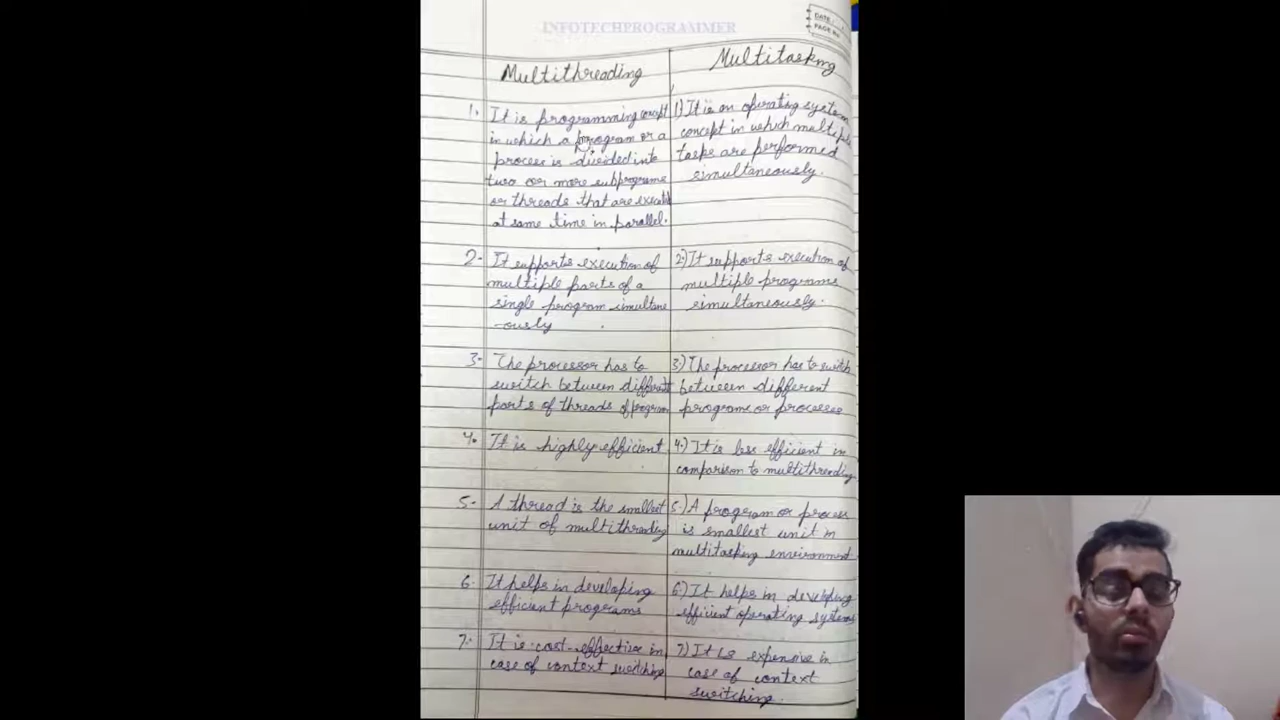 INFOTECHPROGRAMMER
DATE
PAGE No
Multithreading
Multitasking
1. It is programming concept
in which a program or a
process is divided into
two or more subprograms
or threads that are executed
at same time in parallel.
1) It is an operating system
concept in which multiple
tasks are performed
simultaneously.
2. It supports execution of
multiple parts of a
single program simultane
-ously
2.) It supports execution of
multiple programs
simultaneously.
3. The processor has to
switch between different
parts of threads of program
3.) The processor has to switch
between different
programs or processes
4. It is highly efficient
4.) It is less efficient in
comparison to multithreading
5. A thread is the smallest
unit of multithreading
5.) A program or process
is smallest unit in
multitasking environment
6. It helps in developing
efficient programs
6.) It helps in developing
efficient operating systems
7. It is cost-effective in
case of context switching
7.) It is expensive in
case of context
switching.